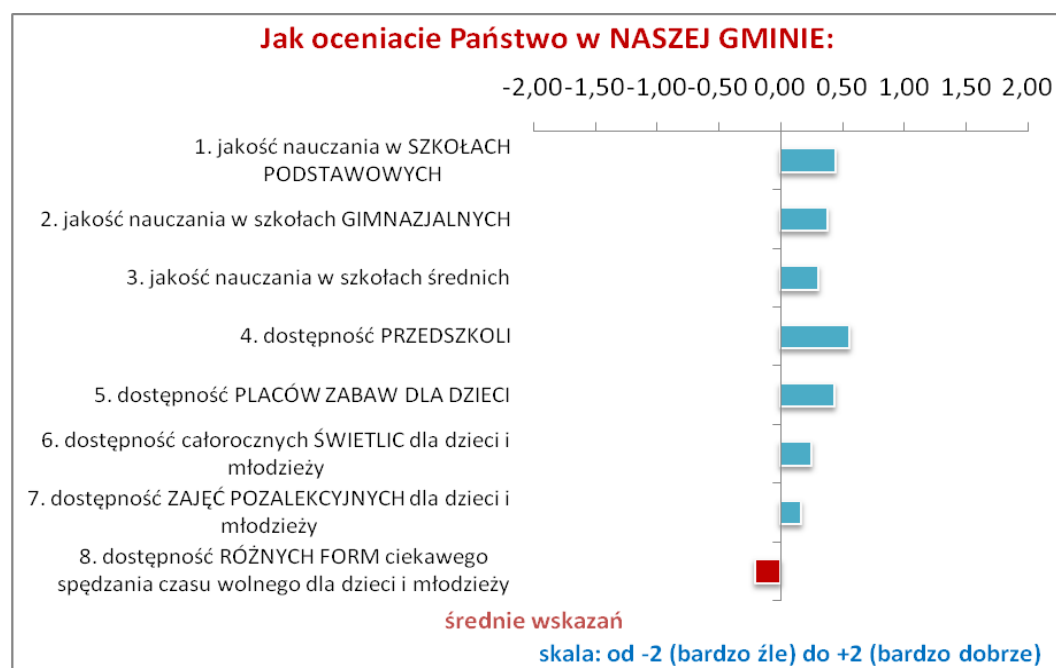 Jak oceniacie Państwo w NASZEJ GMINIE:
-2,00 -1,50 -1,00 -0,50 0,00 0,50 1,00 1,50 2,00
1. jakość nauczania w SZKOŁACH
PODSTAWOWYCH
2. jakość nauczania w szkołach GIMNAZJALNYCH
3. jakość nauczania w szkołach średnich
4. dostępność PRZEDSZKOLI
5. dostępność PLACÓW ZABAW DLA DZIECI
6. dostępność całorocznych ŚWIETLIC dla dzieci i
młodzieży
7. dostępność ZAJĘĆ POZALEKCYJNYCH dla dzieci i
młodzieży
8. dostępność RÓŻNYCH FORM ciekawego
spędzania czasu wolnego dla dzieci i młodzieży
średnie wskazań
skala: od -2 (bardzo źle) do +2 (bardzo dobrze)